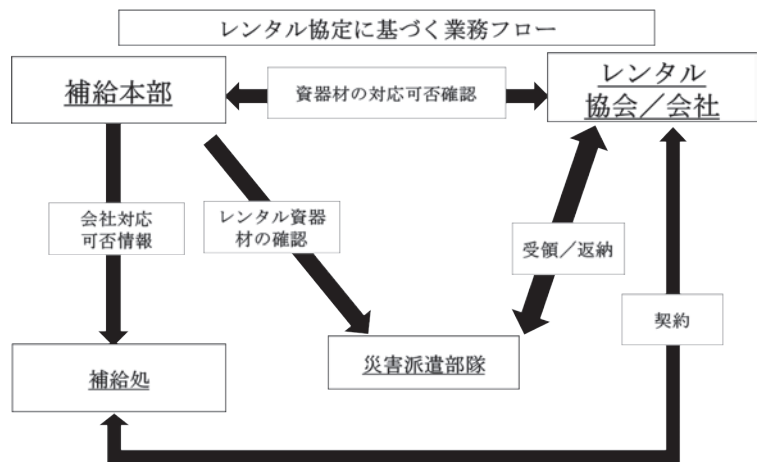 レンタル協定に基づく業務フロー
補給本部
資器材の対応可否確認
レンタル
協会／会社
会社対応
可否情報
レンタル資器
材の確認
受領／返納
契約
補給処
災害派遣部隊